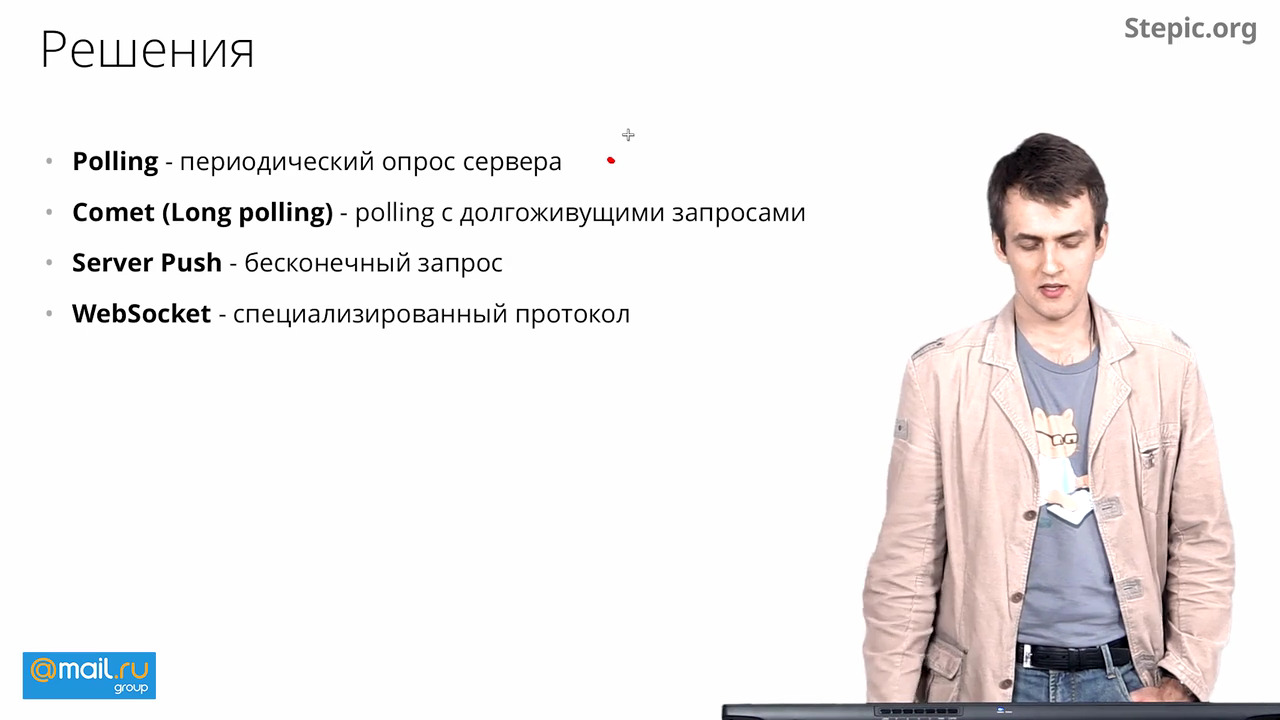 Решения
Stepic.org
• Polling - периодический опрос сервера
• Comet (Long polling) - polling с долгоживущими запросами
• Server Push - бесконечный запрос
• WebSocket - специализированный протокол
@mail.ru
group